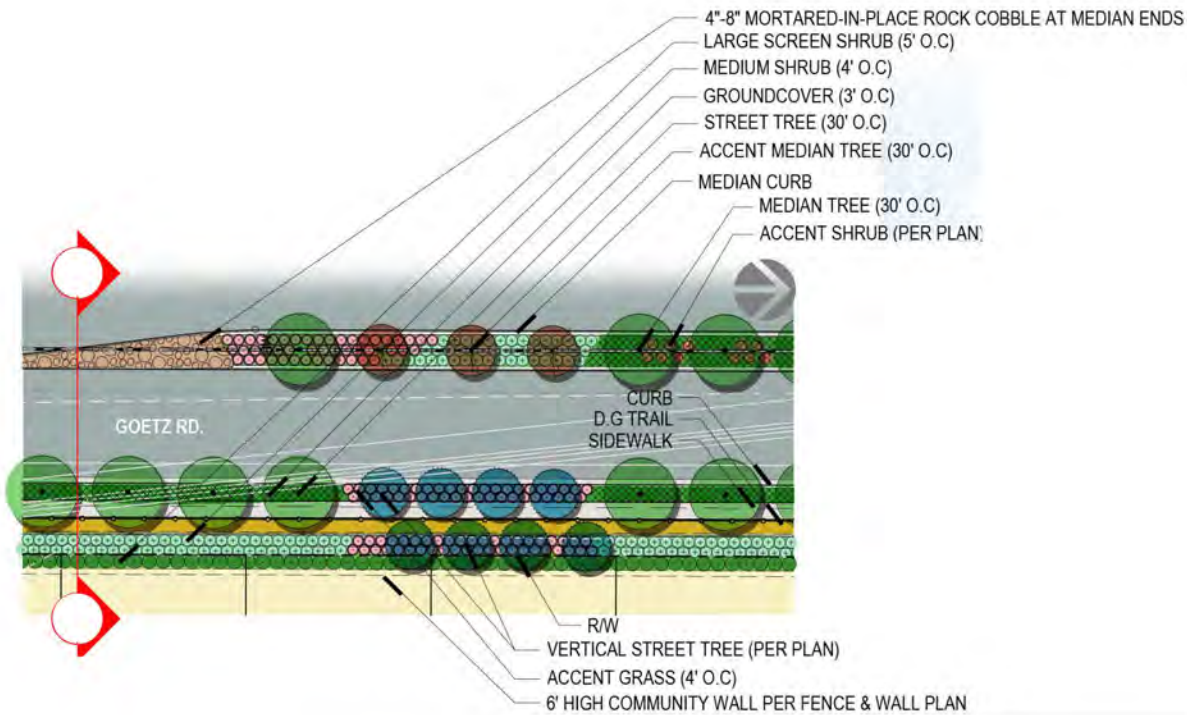 4"-8" MORTARED-IN-PLACE ROCK COBBLE AT MEDIAN ENDS
LARGE SCREEN SHRUB (5' O.C)
MEDIUM SHRUB (4' O.C)
GROUNDCOVER (3' O.C)
STREET TREE (30' O.C)
ACCENT MEDIAN TREE (30' O.C)
MEDIAN CURB
MEDIAN TREE (30' O.C)
ACCENT SHRUB (PER PLAN)
CURB
D.G TRAIL
SIDEWALK
GOETZ RD.
R/W
VERTICAL STREET TREE (PER PLAN)
ACCENT GRASS (4' O.C)
6' HIGH COMMUNITY WALL PER FENCE & WALL PLAN